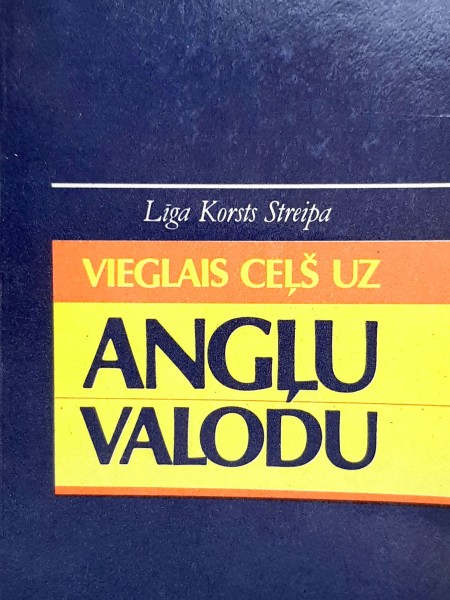 Līga Korsts Streipa
VIEGLAIS CEĻŠ UZ
ANGĻU
VALODU